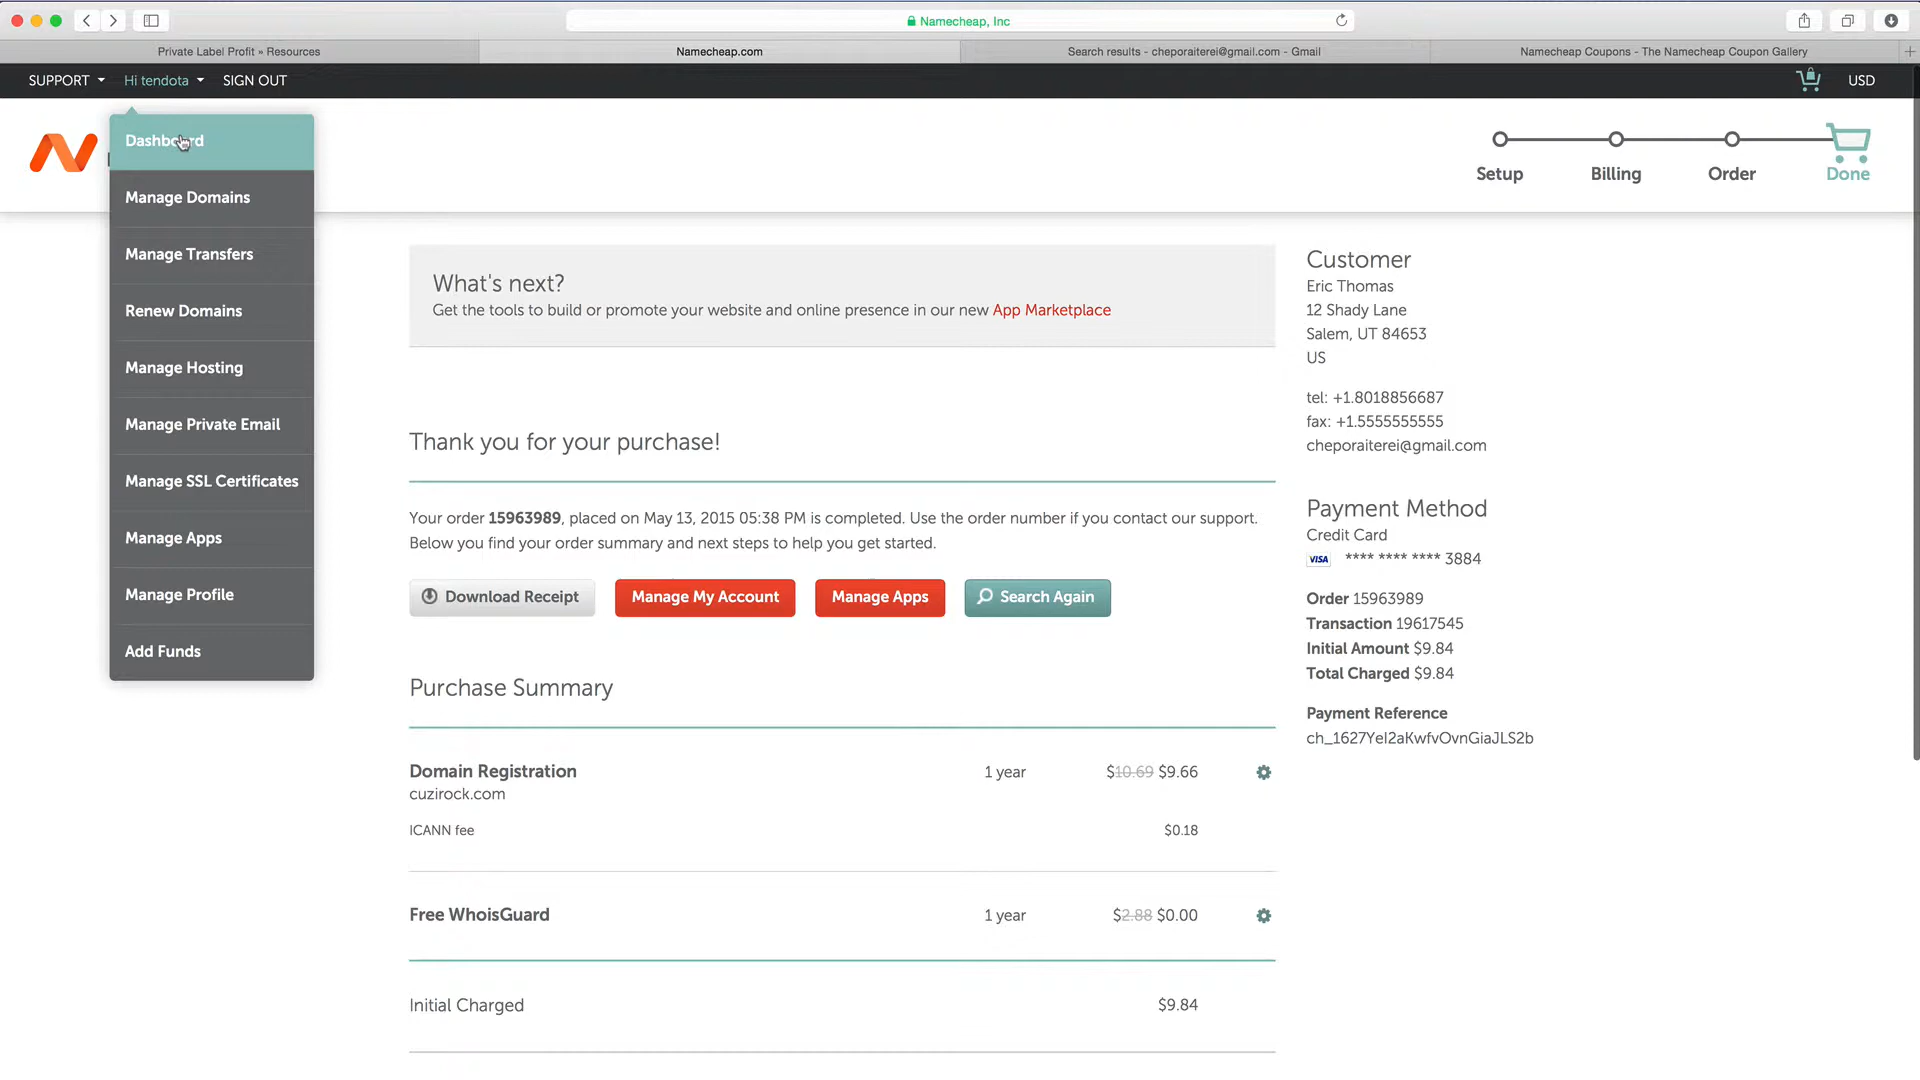 Namecheap, Inc
Private Label Profit » Resources
Namecheap.com
Search results - cheporaiterei@gmail.com - Gmail
Namecheap Coupons - The Namecheap Coupon Gallery
SUPPORT
Hi tendota
SIGN OUT
USD
Dashboard
Manage Domains
Manage Transfers
Renew Domains
Manage Hosting
Manage Private Email
Manage SSL Certificates
Manage Apps
Manage Profile
Add Funds
Setup
Billing
Order
Done
What's next?
Get the tools to build or promote your website and online presence in our new App Marketplace
Thank you for your purchase!
Your order 15963989, placed on May 13, 2015 05:38 PM is completed. Use the order number if you contact our support.
Below you find your order summary and next steps to help you get started.
Download Receipt
Manage My Account
Manage Apps
Search Again
Purchase Summary
Domain Registration 1 year $10.69 $9.66
cuzirock.com
ICANN fee $0.18
Free WhoisGuard 1 year $2.88 $0.00
Initial Charged $9.84
Customer
Eric Thomas
12 Shady Lane
Salem, UT 84653
US
tel: +1.8018856687
fax: +1.5555555555
cheporaiterei@gmail.com
Payment Method
Credit Card
VISA **** **** **** 3884
Order 15963989
Transaction 19617545
Initial Amount $9.84
Total Charged $9.84
Payment Reference
ch_1627YeI2aKwfvOvnGiaJLS2b